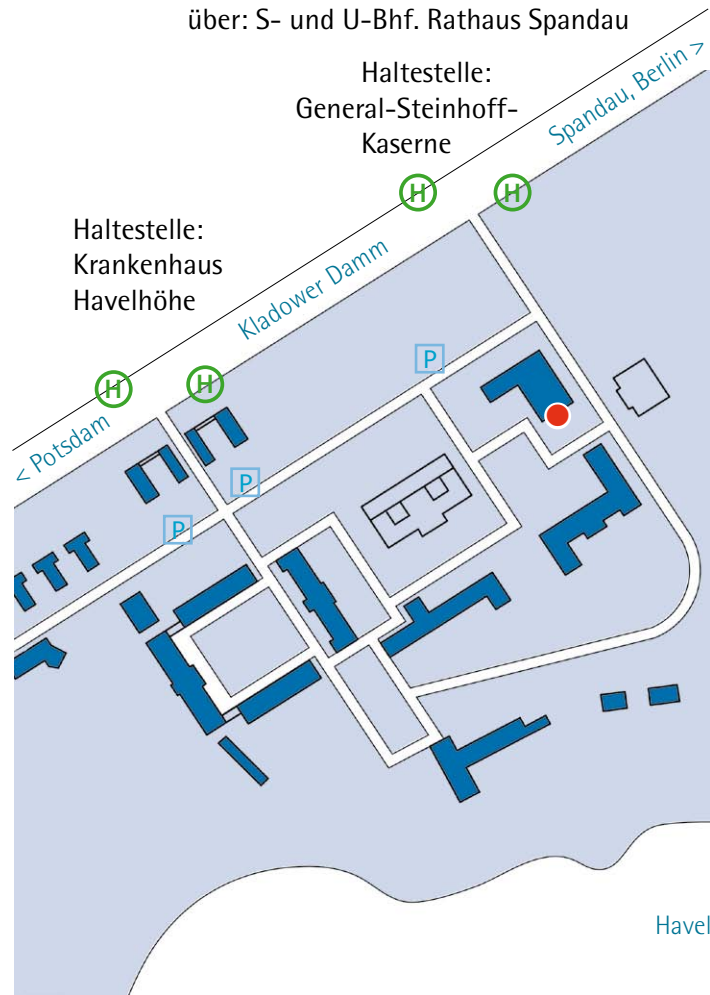 über: S- und U-Bhf. Rathaus Spandau
Haltestelle:
General-Steinhoff-
Kaserne
Spandau, Berlin >
H
H
Haltestelle:
Krankenhaus
Havelhöhe
Kladower Damm
H
H
P
< Potsdam
P
P
Havel